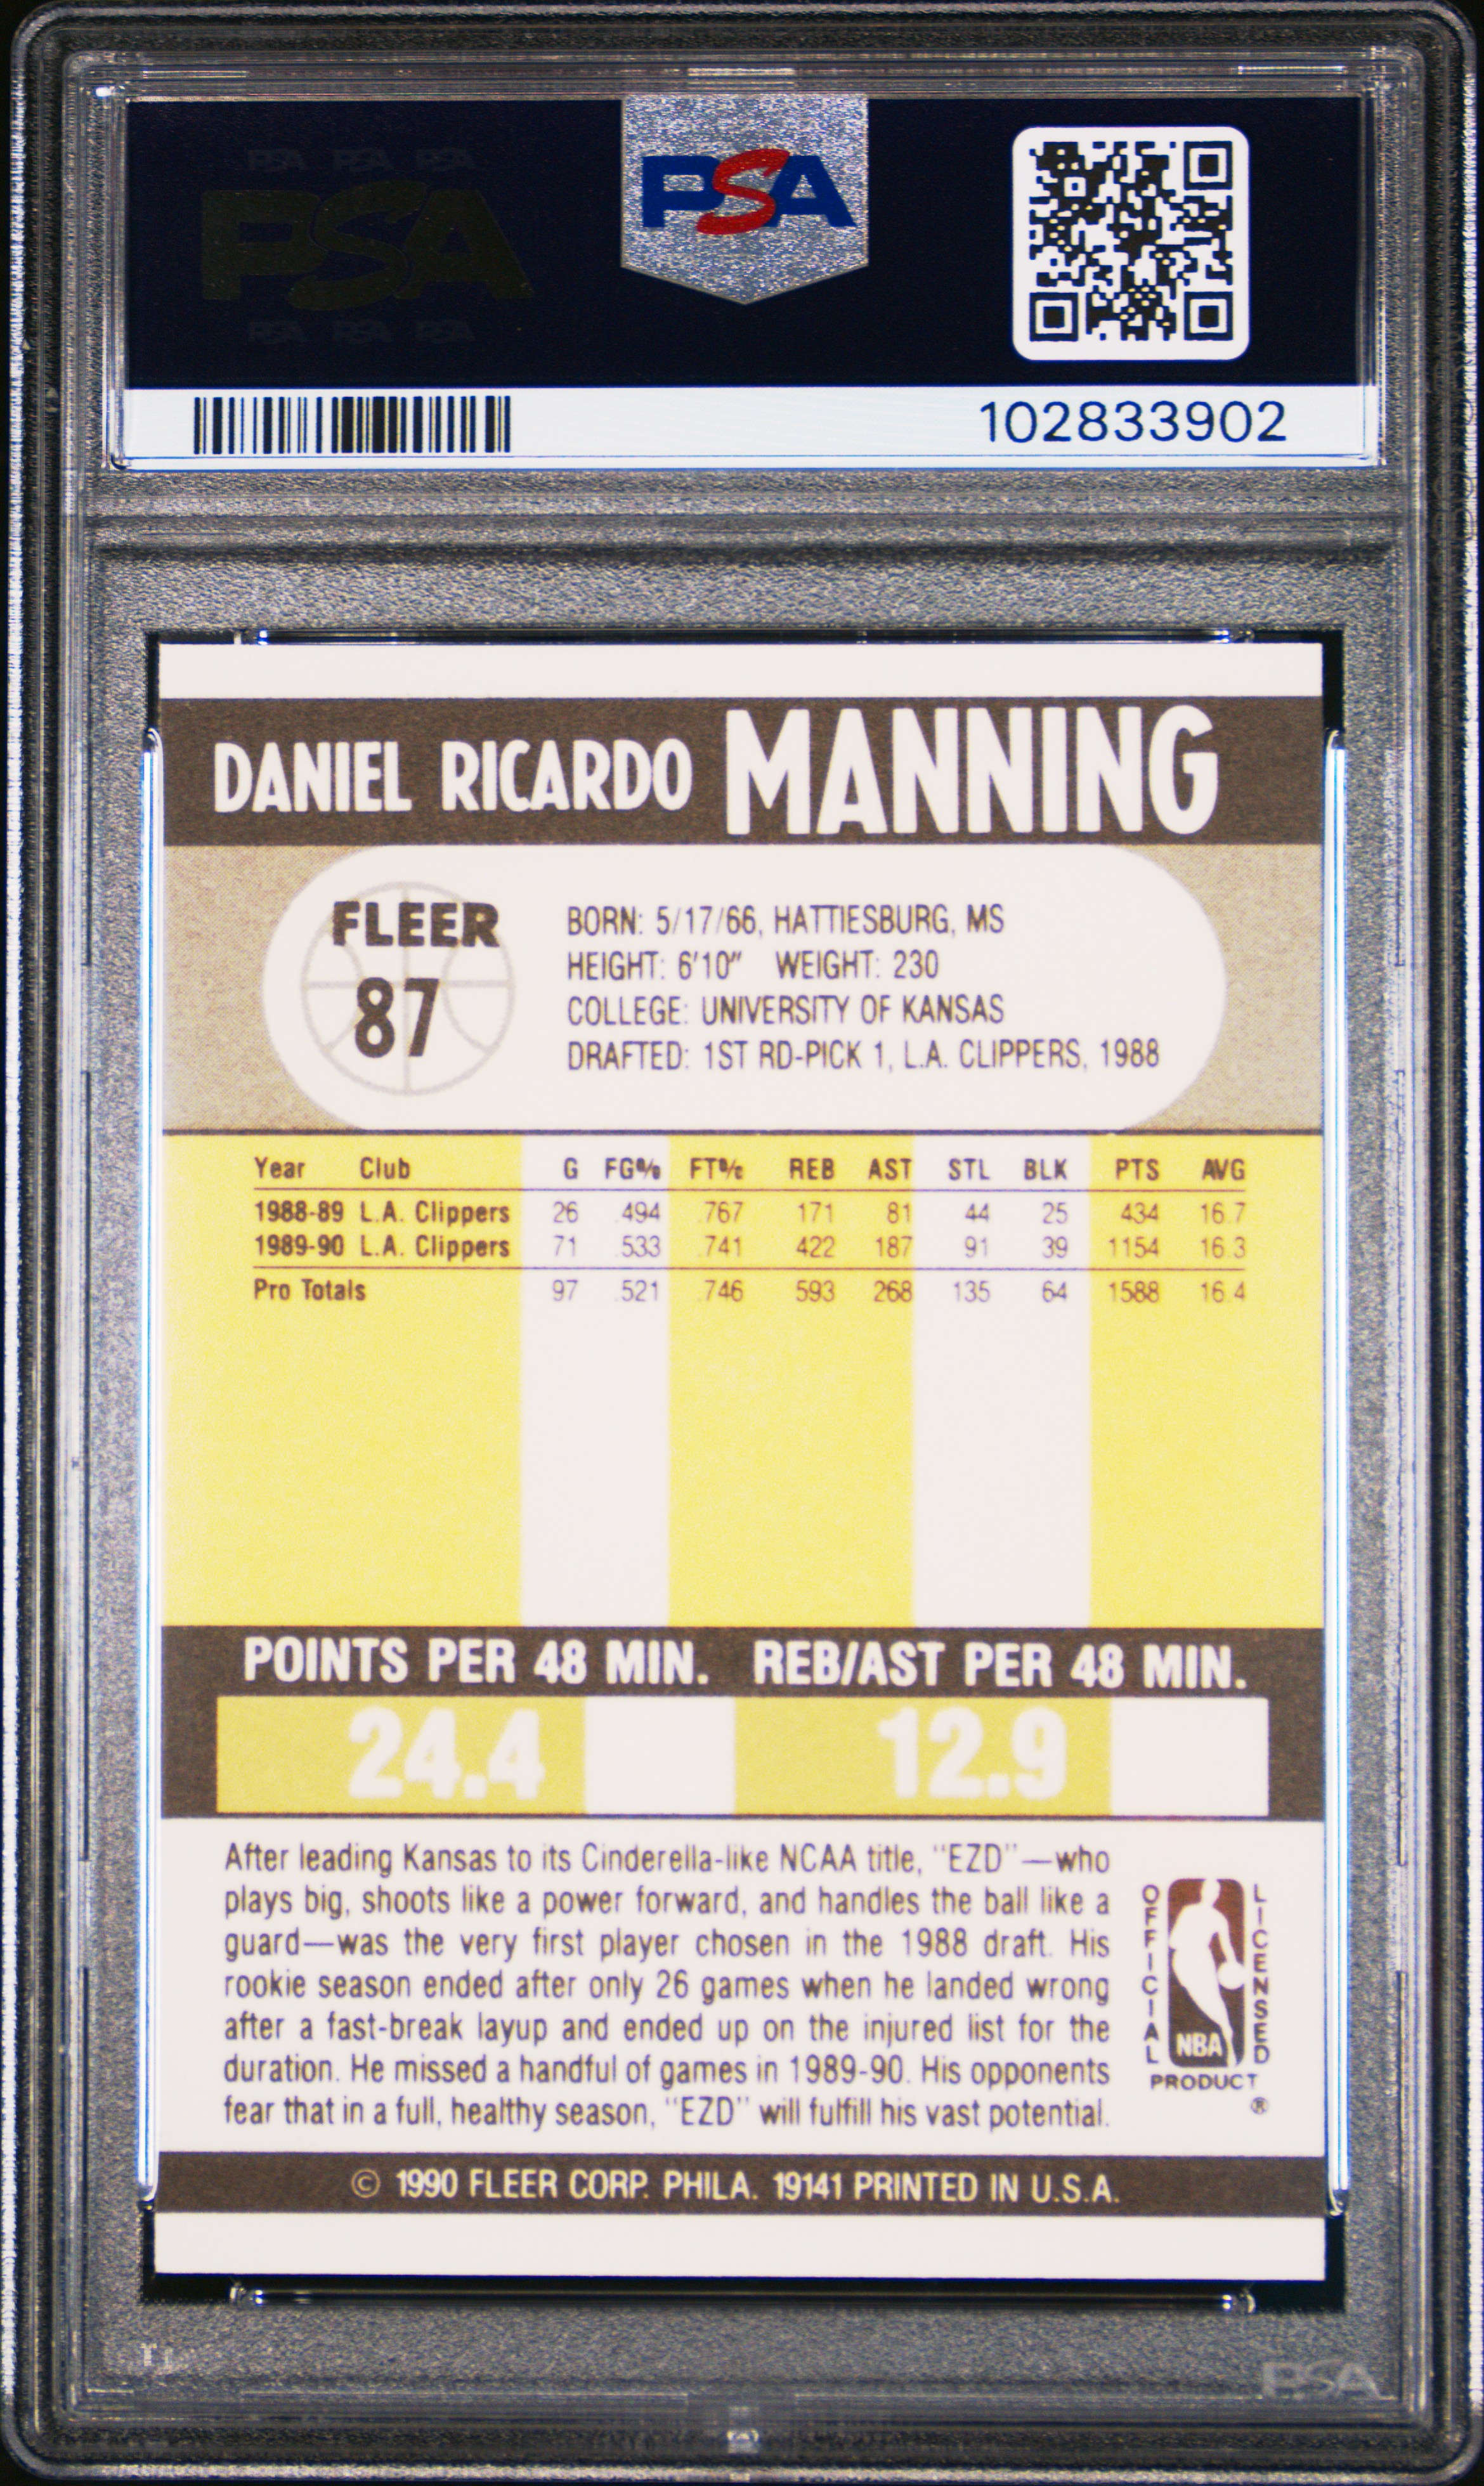 PSA PSA PSA
PSA
PSA PSA PSA
PSA
102833902
DANIEL RICARDO MANNING
FLEER
87
BORN: 5/17/66, HATTIESBURG, MS
HEIGHT: 6'10" WEIGHT: 230
COLLEGE: UNIVERSITY OF KANSAS
DRAFTED: 1ST RD-PICK 1, L.A. CLIPPERS, 1988
Year Club G FG% FT% REB AST STL BLK PTS AVG
1988-89 L.A. Clippers 26 .494 .767 171 81 44 25 434 16.7
1989-90 L.A. Clippers 71 .533 .741 422 187 91 39 1154 16.3
Pro Totals 97 .521 .746 593 268 135 64 1588 16.4
POINTS PER 48 MIN. REB/AST PER 48 MIN.
24.4 12.9
After leading Kansas to its Cinderella-like NCAA title, "EZD"—who
plays big, shoots like a power forward, and handles the ball like a
guard—was the very first player chosen in the 1988 draft. His
rookie season ended after only 26 games when he landed wrong
after a fast-break layup and ended up on the injured list for the
duration. He missed a handful of games in 1989-90. His opponents
fear that in a full, healthy season, "EZD" will fulfill his vast potential.
OFFICIAL LICENSED
NBA
PRODUCT
®
© 1990 FLEER CORP. PHILA. 19141 PRINTED IN U.S.A.
PSA